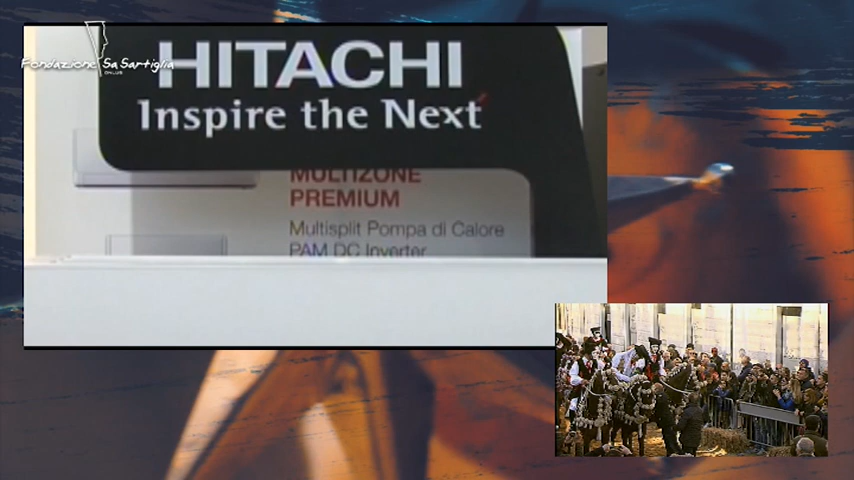 Fondazione Sa Sartiglia
ONLUS
HITACHI
Inspire the Next
MULTIZONE
PREMIUM
Multisplit Pompa di Calore
PAM DC Inverter